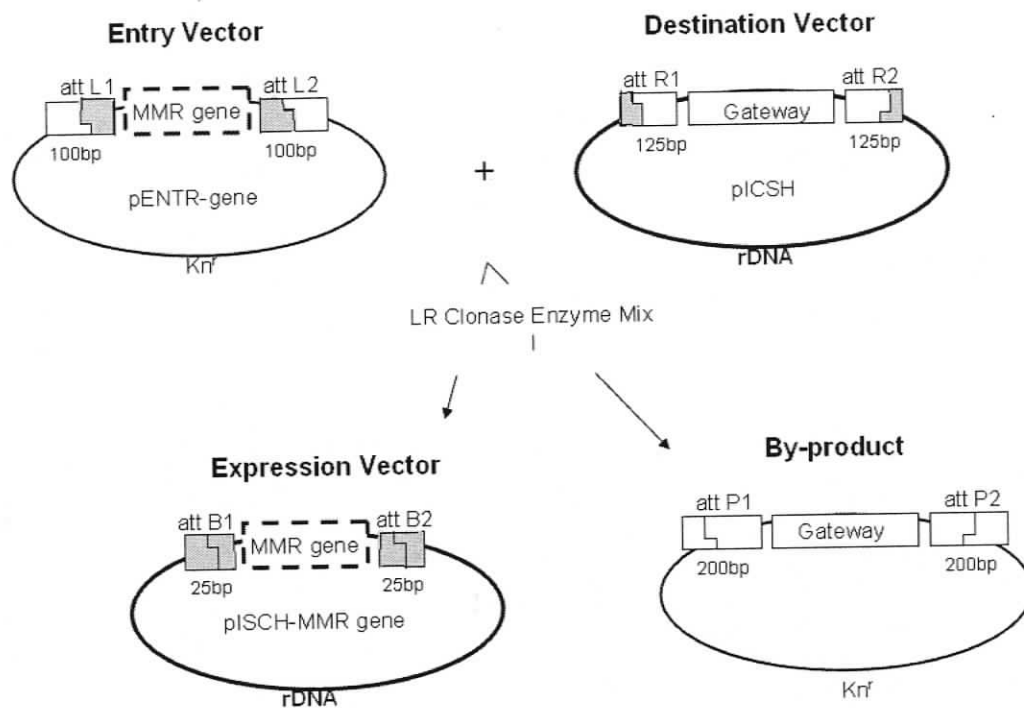 Entry Vector
att L1
att L2
MMR gene
100bp
100bp
pENTR-gene
Knʳ
+
Destination Vector
att R1
att R2
Gateway
125bp
125bp
pICSH
rDNA
LR Clonase Enzyme Mix
Expression Vector
att B1
att B2
MMR gene
25bp
25bp
pISCH-MMR gene
rDNA
By-product
att P1
att P2
Gateway
200bp
200bp
Knʳ